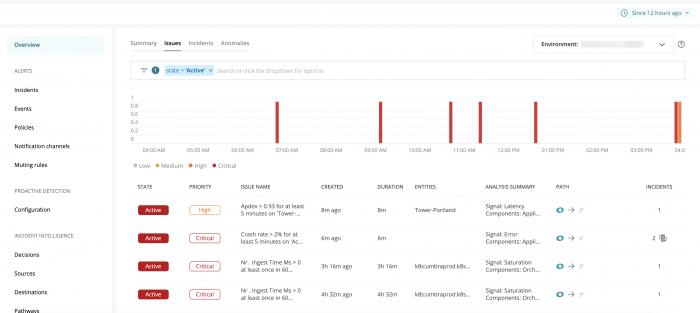 Since 12 hours ago
Overview
ALERTS
Incidents
Events
Policies
Notification channels
Muting rules
PROACTIVE DETECTION
Configuration
INCIDENT INTELLIGENCE
Decisions
Sources
Destinations
Pathways
Summary Issues Incidents Anomalies
Environment:
1 state = 'Active' × Search or click the dropdown for options
1
0.8
0.6
0.4
0.2
0
04:00 AM 05:00 AM 06:00 AM 07:00 AM 08:00 AM 09:00 AM 10:00 AM 11:00 AM 12:00 PM 01:00 PM 02:00 PM 03:00 PM 04:0
Low Medium High Critical
STATE PRIORITY ISSUE NAME CREATED DURATION ENTITIES ANALYSIS SUMMARY PATH INCIDENTS
Active High Apdex < 0.93 for at least 8m ago 8m Tower-Portland Signal: Latency 1
5 minutes on 'Tower-... Components: Appli...
Active Critical Crash rate > 2% for at 6m ago 6m Signal: Error 2
least 5 minutes on 'Ac... Components: Appli...
Active Critical Nr . Ingest Time Ms > 0 3h 16m ago 3h 16m k8s:umbraprod.k8s... Signal: Saturation 1
at least once in 60... Components: Orch...
Active Critical Nr . Ingest Time Ms > 0 4h 32m ago 4h 32m k8s:umbraprod.k8s... Signal: Saturation 1
at least once in 60... Components: Orch...